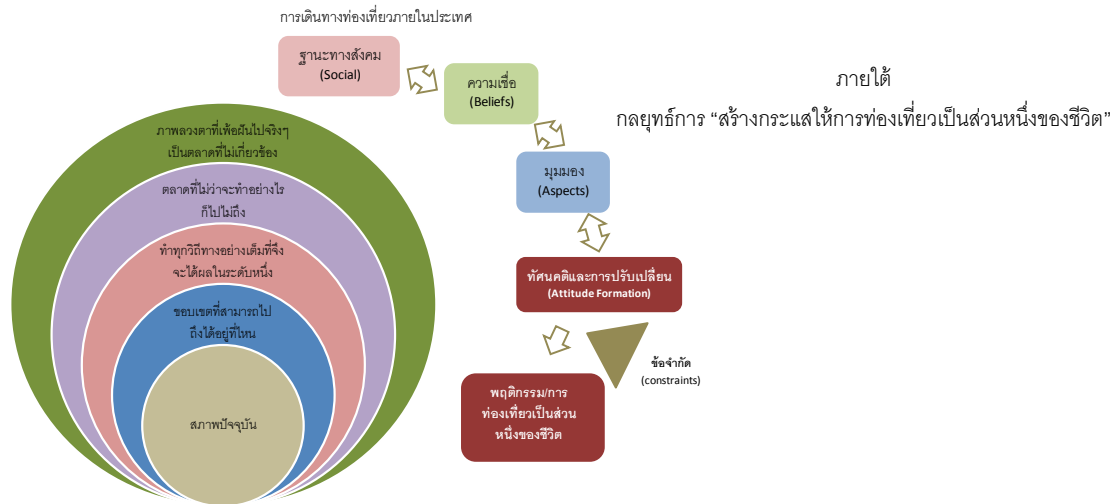 การเดินทางท่องเที่ยวภายในประเทศ
ฐานะทางสังคม
(Social)
ความเชื่อ
(Beliefs)
มุมมอง
(Aspects)
ทัศนคติและการปรับเปลี่ยน
(Attitude Formation)
ข้อจำกัด
(constraints)
พฤติกรรม/การ
ท่องเที่ยวเป็นส่วน
หนึ่งของชีวิต
ภายใต้
กลยุทธ์การ “สร้างกระแสให้การท่องเที่ยวเป็นส่วนหนึ่งของชีวิต”
ภาพลวงตาที่เพ้อฝันไปจริงๆ
เป็นตลาดที่ไม่เกี่ยวข้อง
ตลาดที่ไม่ว่าจะทำอย่างไร
ก็ไปไม่ถึง
ทำทุกวิถีทางอย่างเต็มที่จึง
จะได้ผลในระดับหนึ่ง
ขอบเขตที่สามารถไป
ถึงได้อยู่ที่ไหน
สภาพปัจจุบัน